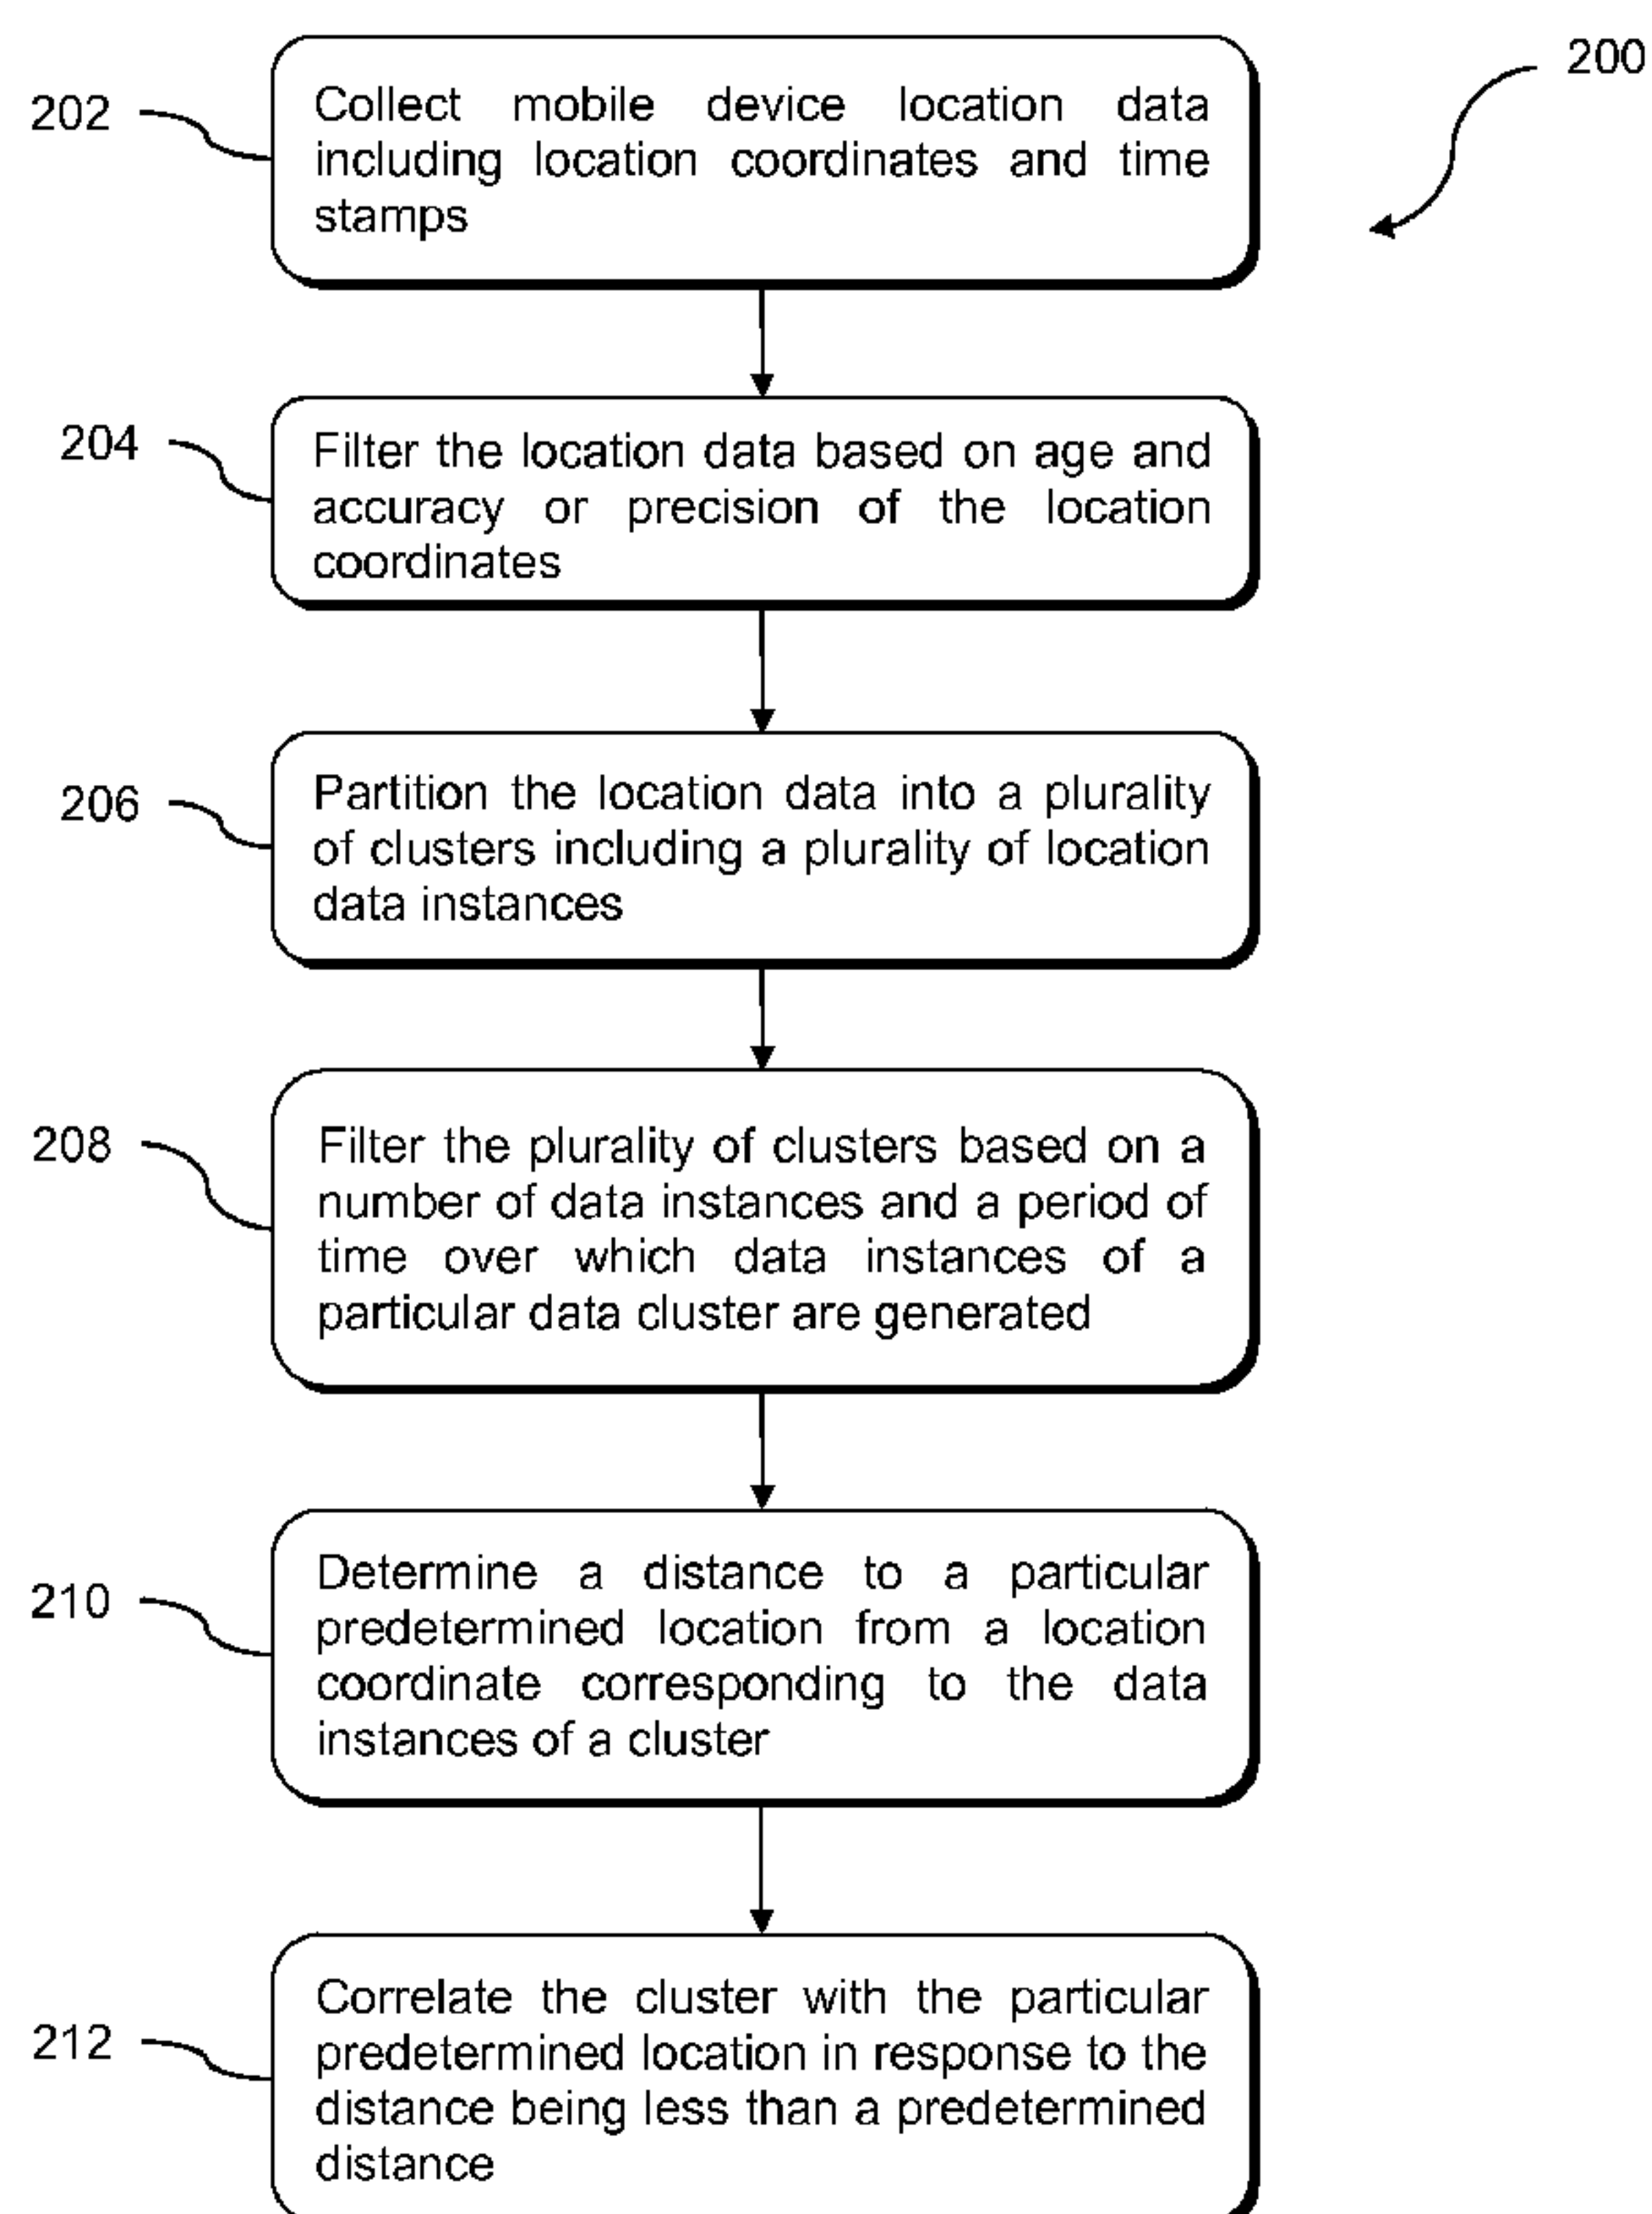 200
202
Collect mobile device location data
including location coordinates and time
stamps
204
Filter the location data based on age and
accuracy or precision of the location
coordinates
206
Partition the location data into a plurality
of clusters including a plurality of location
data instances
208
Filter the plurality of clusters based on a
number of data instances and a period of
time over which data instances of a
particular data cluster are generated
210
Determine a distance to a particular
predetermined location from a location
coordinate corresponding to the data
instances of a cluster
212
Correlate the cluster with the particular
predetermined location in response to the
distance being less than a predetermined
distance